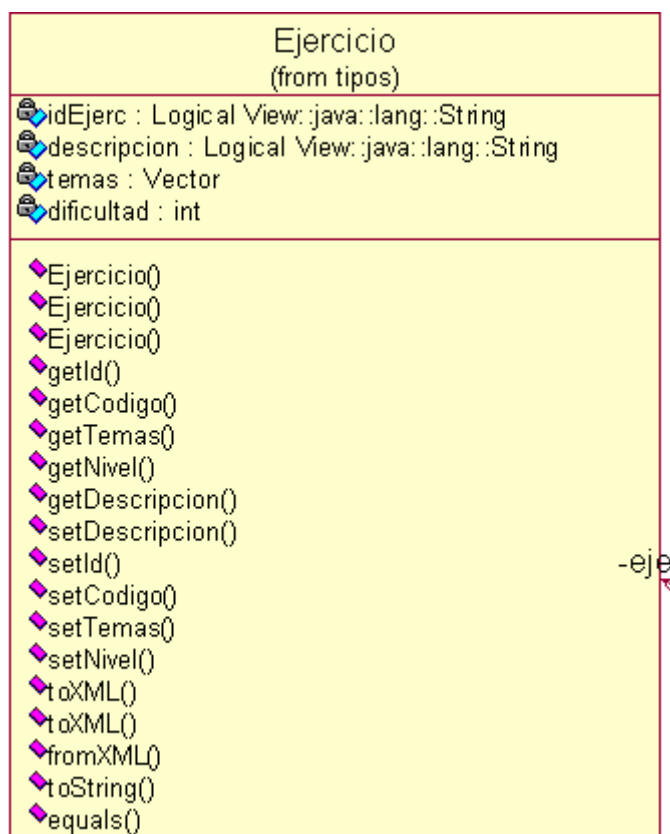 Ejercicio
(from tipos)
idEjerc : Logical View::java::lang::String
descripcion : Logical View::java::lang::String
temas : Vector
dificultad : int
Ejercicio()
Ejercicio()
Ejercicio()
getId()
getCodigo()
getTemas()
getNivel()
getDescripcion()
setDescripcion()
setId()
-eje
setCodigo()
setTemas()
setNivel()
toXML()
toXML()
fromXML()
toString()
equals()